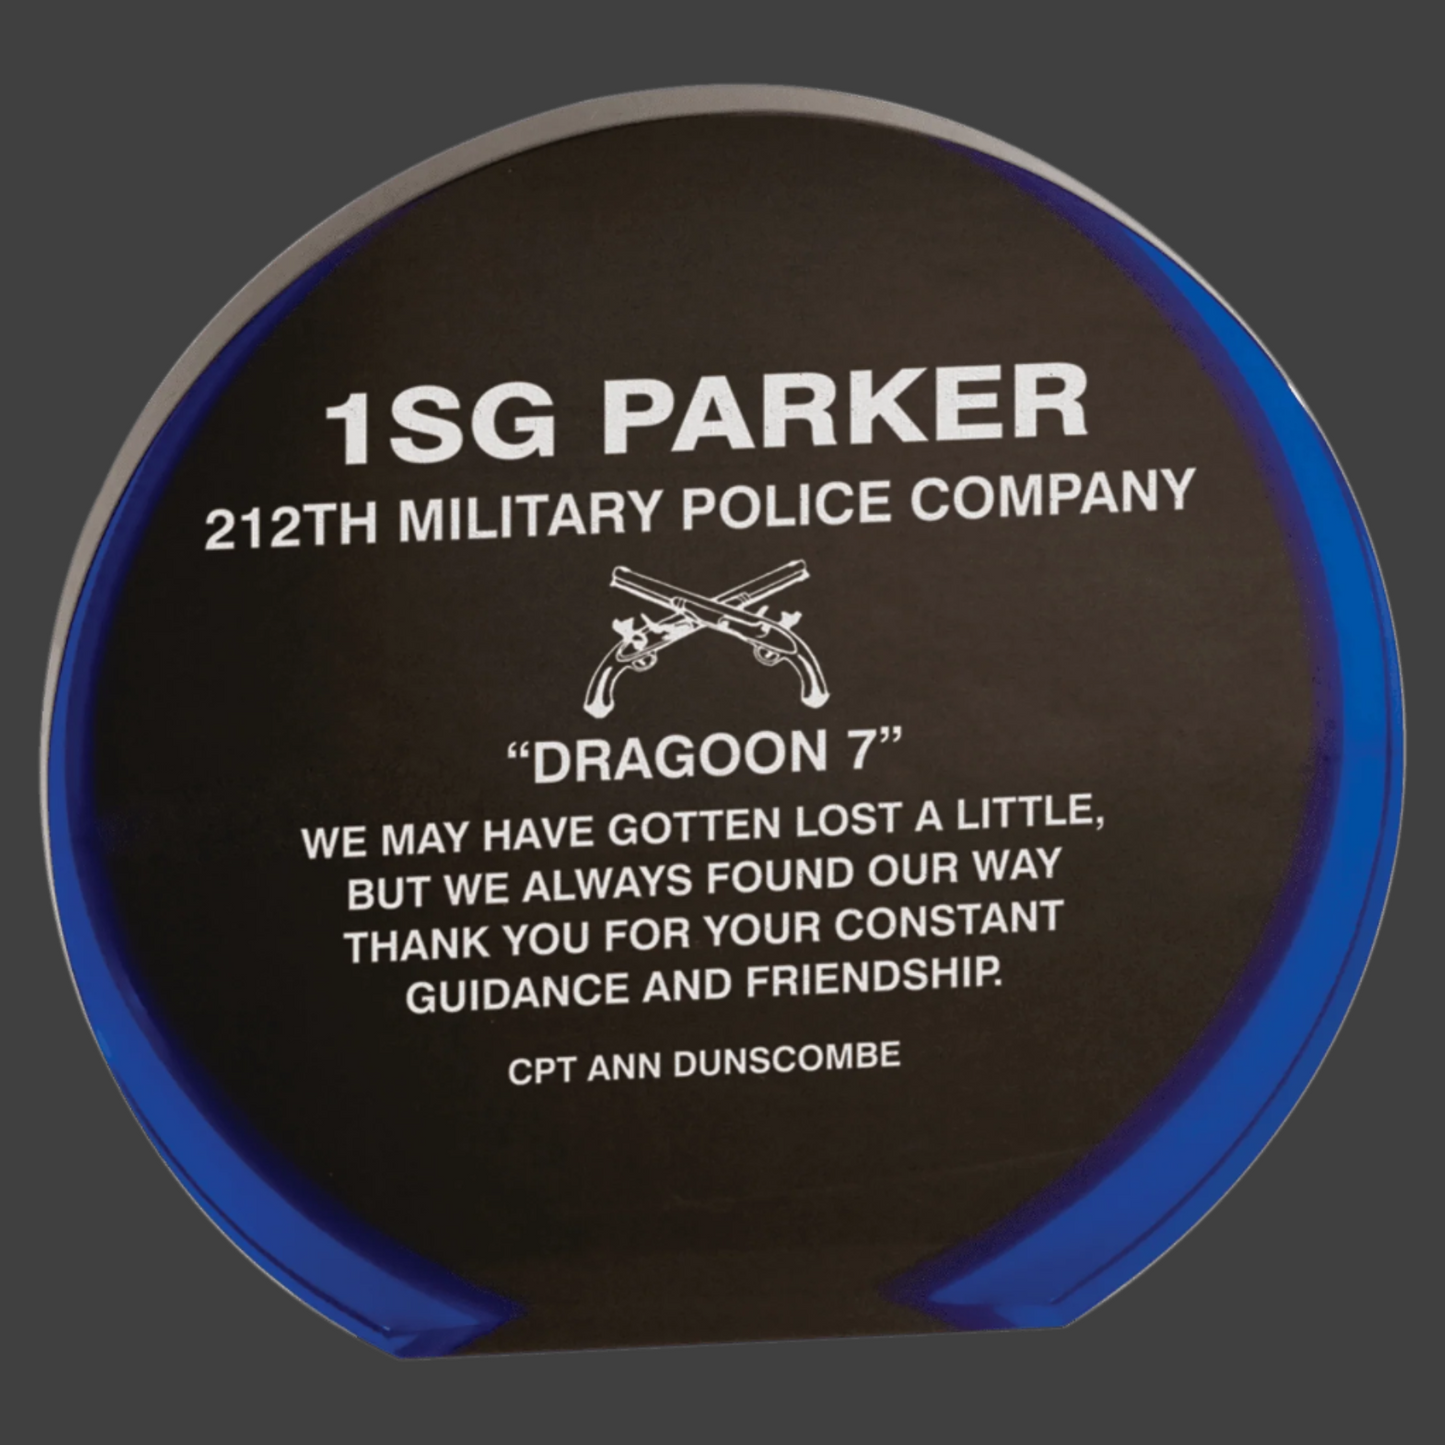 1SG PARKER
212TH MILITARY POLICE COMPANY
“DRAGOON 7”
WE MAY HAVE GOTTEN LOST A LITTLE,
BUT WE ALWAYS FOUND OUR WAY
THANK YOU FOR YOUR CONSTANT
GUIDANCE AND FRIENDSHIP.
CPT ANN DUNSCOMBE